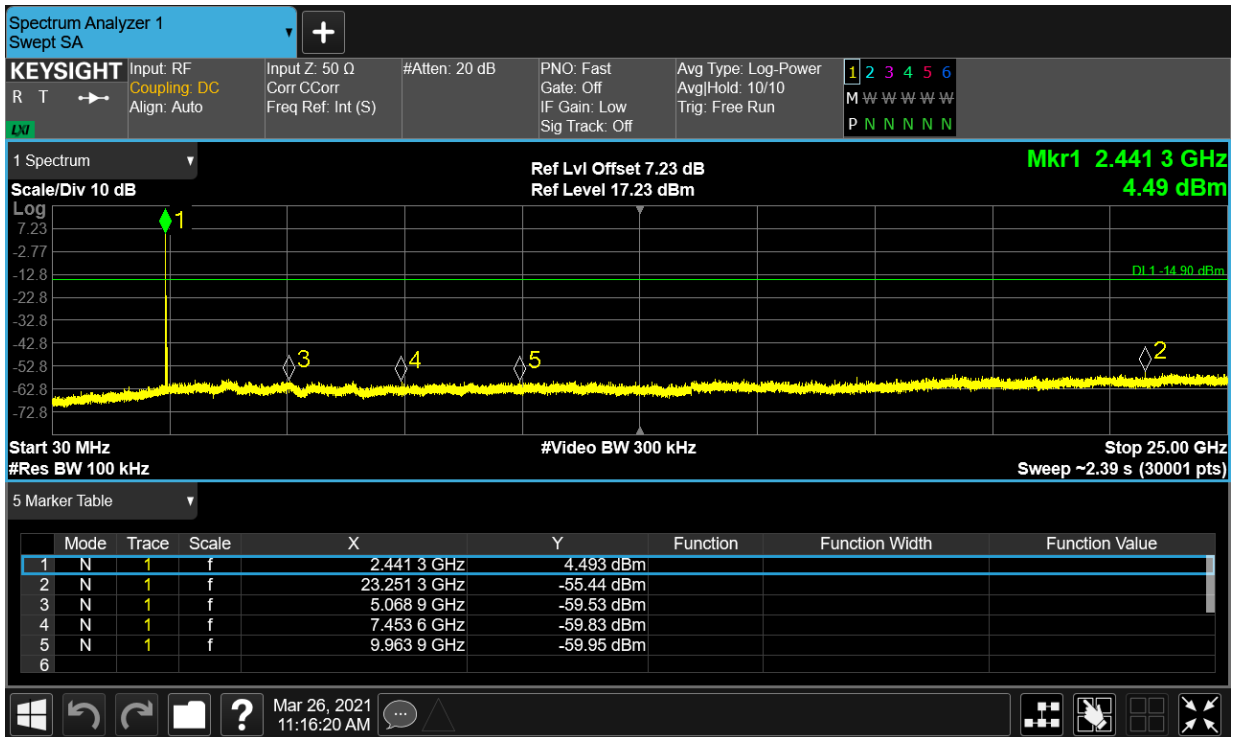 Spectrum Analyzer 1
Swept SA
+
KEYSIGHT
R T
LXI
Input: RF
Coupling: DC
Align: Auto
Input Z: 50 Ω
Corr CCorr
Freq Ref: Int (S)
#Atten: 20 dB
PNO: Fast
Gate: Off
IF Gain: Low
Sig Track: Off
Avg Type: Log-Power
Avg|Hold: 10/10
Trig: Free Run
1 2 3 4 5 6
M W W W W W
P N N N N N
1 Spectrum
Scale/Div 10 dB
Ref Lvl Offset 7.23 dB
Ref Level 17.23 dBm
Mkr1 2.441 3 GHz
4.49 dBm
Log
7.23
-2.77
-12.8
-22.8
-32.8
-42.8
-52.8
-62.8
-72.8
1
DL1 -14.90 dBm
3
4
5
2
Start 30 MHz
#Video BW 300 kHz
Stop 25.00 GHz
#Res BW 100 kHz
Sweep ~2.39 s (30001 pts)
5 Marker Table
Mode Trace Scale X Y Function Function Width Function Value
1 N 1 f 2.441 3 GHz 4.493 dBm
2 N 1 f 23.251 3 GHz -55.44 dBm
3 N 1 f 5.068 9 GHz -59.53 dBm
4 N 1 f 7.453 6 GHz -59.83 dBm
5 N 1 f 9.963 9 GHz -59.95 dBm
6
?
Mar 26, 2021
11:16:20 AM